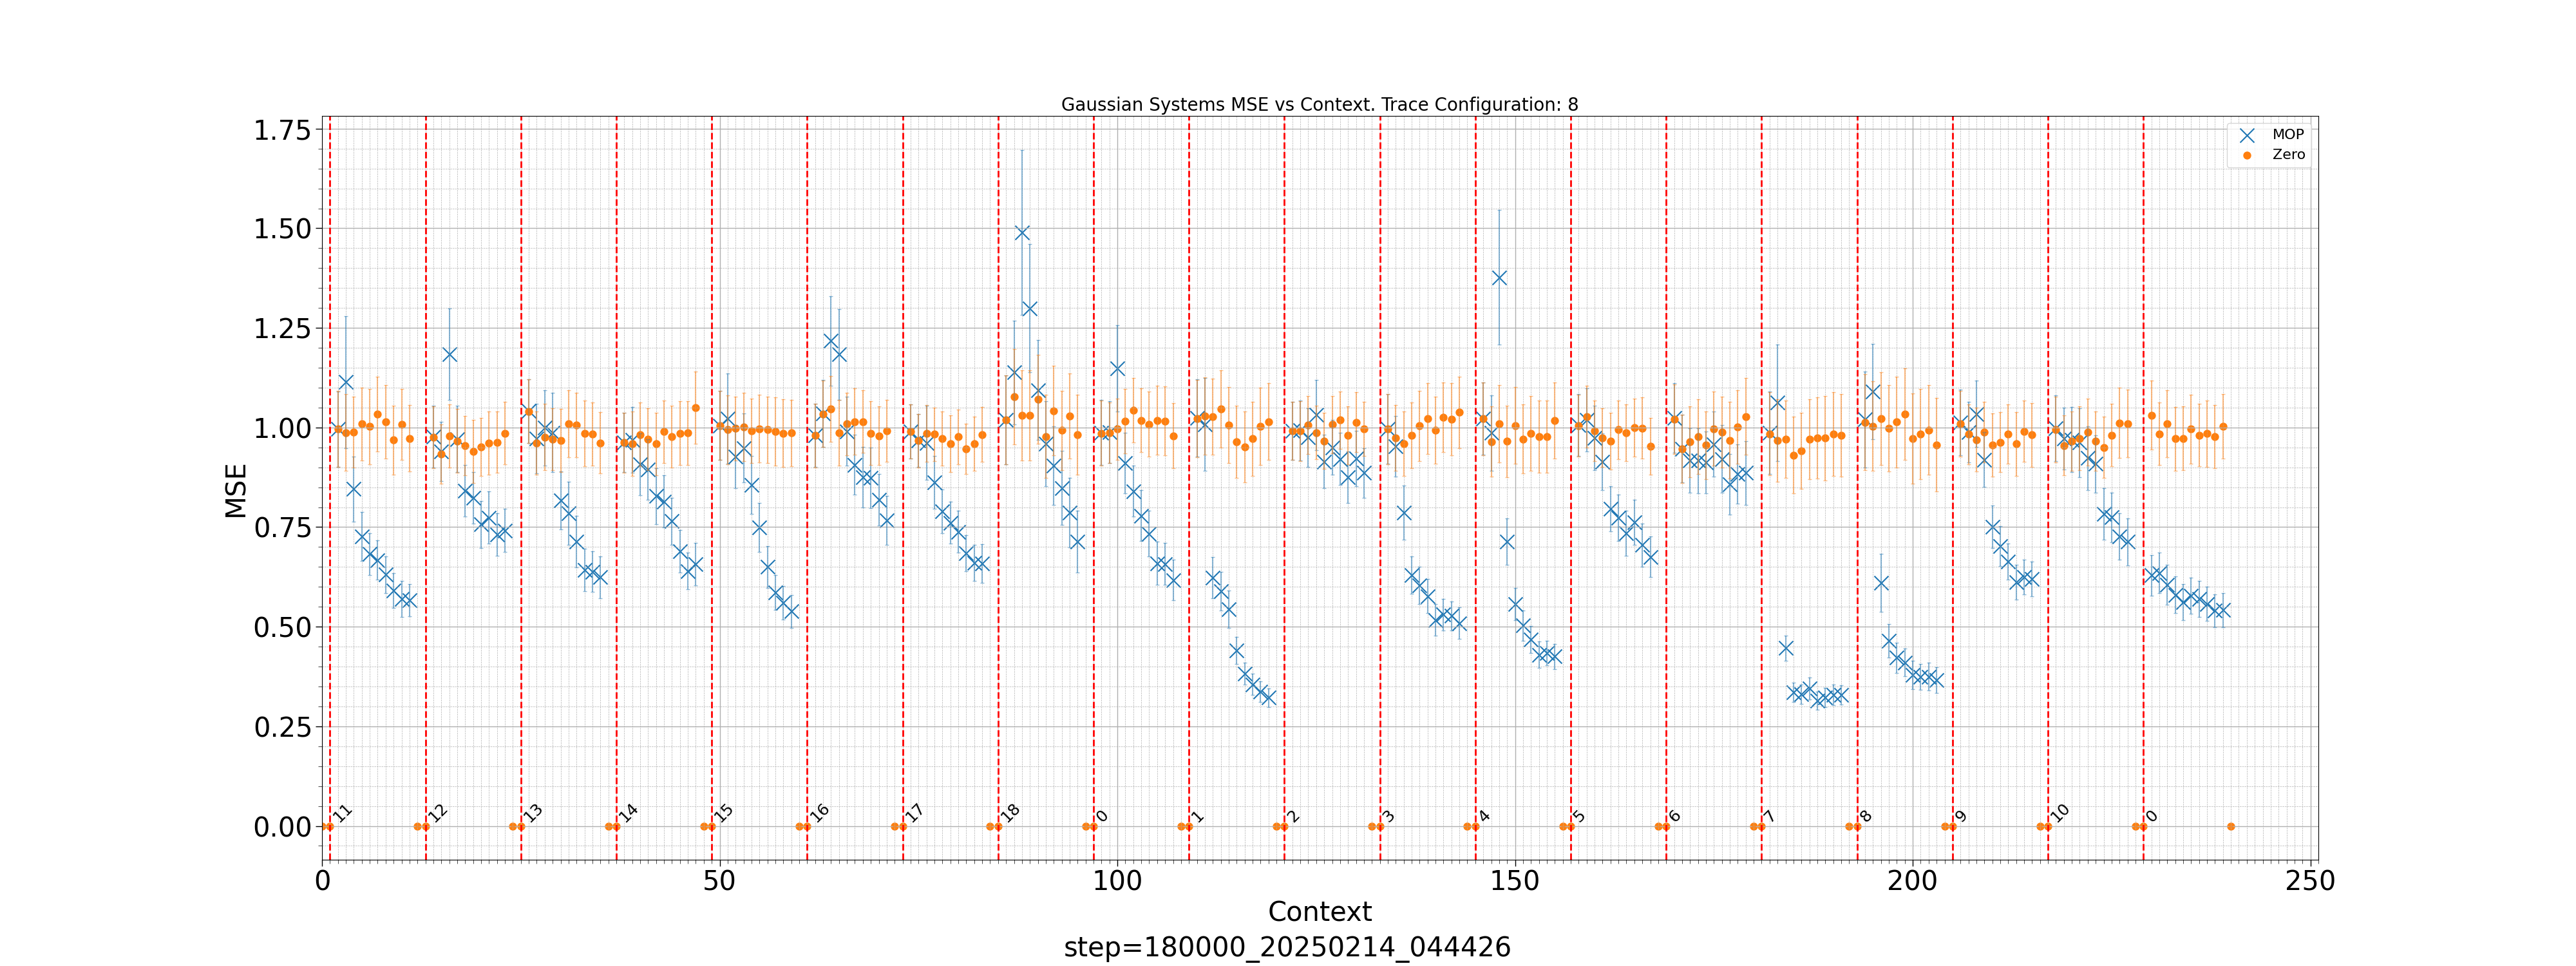 Gaussian Systems MSE vs Context. Trace Configuration: 8
MOP
Zero
MSE
1.75
1.50
1.25
1.00
0.75
0.50
0.25
0.00
11 12 13 14 15 16 17 18 0 1 2 3 4 5 6 7 8 9 10 0
0 50 100 150 200 250
Context
step=180000_20250214_044426